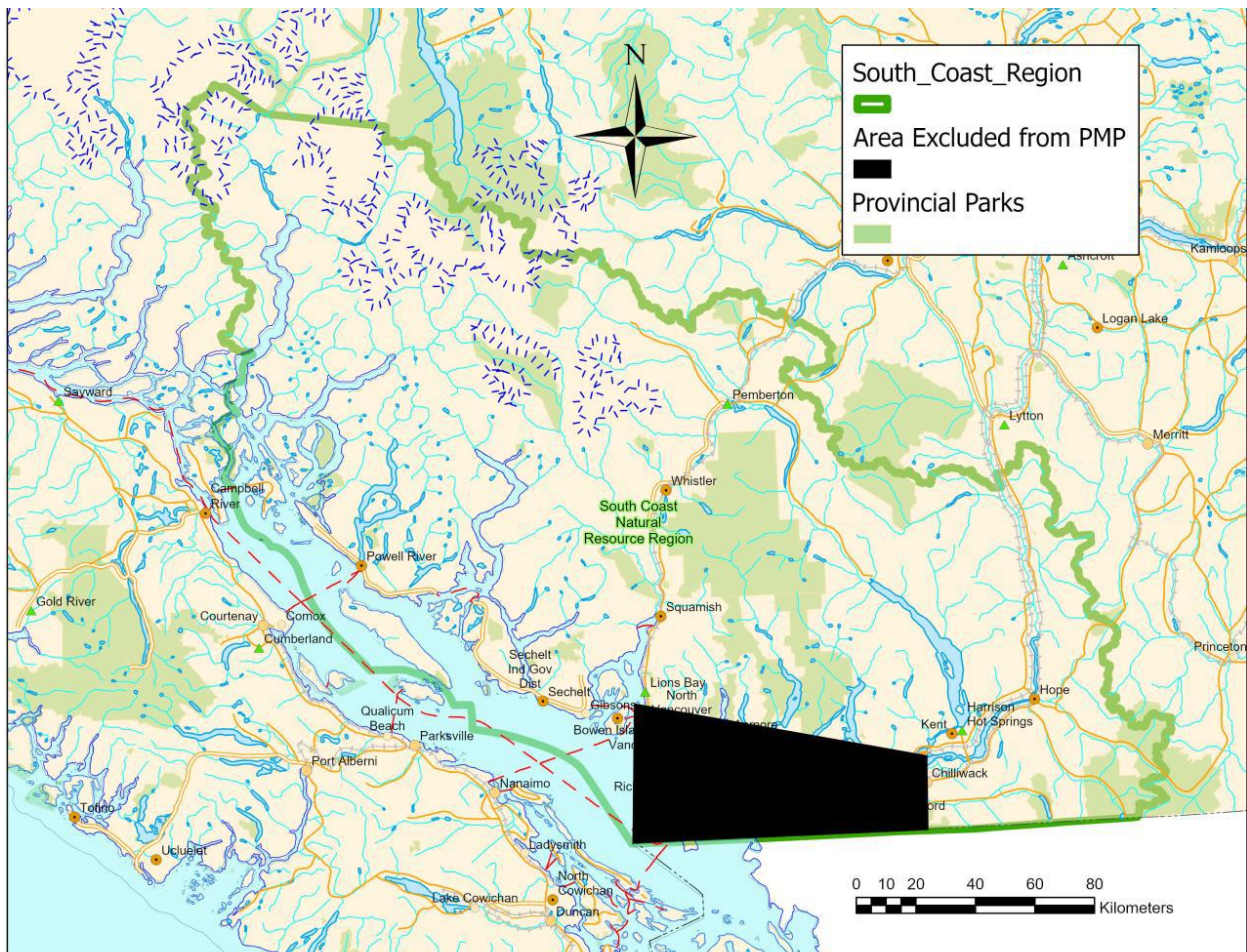 N
South_Coast_Region
Area Excluded from PMP
Provincial Parks
Ashcroft
Kamloops
Logan Lake
Sayward
Pemberton
Lytton
Merritt
Campbell
River
Whistler
South Coast
Natural
Resource Region
Powell River
Gold River
Courtenay
Comox
Cumberland
Squamish
Princeton
Sechelt
Ind Gov
Dist
Sechelt
Lions Bay
North
Vancouver
Hope
Harrison
Hot Springs
Kent
Gibsons
Qualicum
Beach
Bowen
Parksville
Port Alberni
Chilliwack
Nanaimo
Tofino
Ucluelet
Ladysmith
North
Cowichan
Lake Cowichan
Duncan
0 10 20 40 60 80
Kilometers